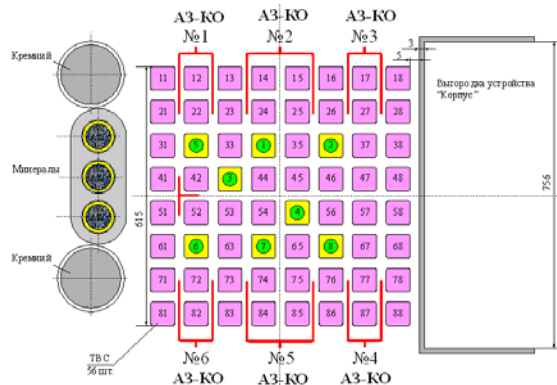 АЗ-КО АЗ-КО АЗ-КО
№1 №2 №3
Кремний
3
5
Выгородка устройства
"Корпус"
11 12 13 14 15 16 17 18
21 22 23 24 25 26 27 28
31 5 33 1 35 2 37 38
Минералы
41 42 3 44 45 46 47 48
51 52 53 54 4 56 57 58
615
756
61 6 63 7 65 8 67 68
Кремний
71 72 73 74 75 76 77 78
81 82 83 84 85 86 87 88
ТВС
56 шт.
№6 №5 №4
АЗ-КО АЗ-КО АЗ-КО